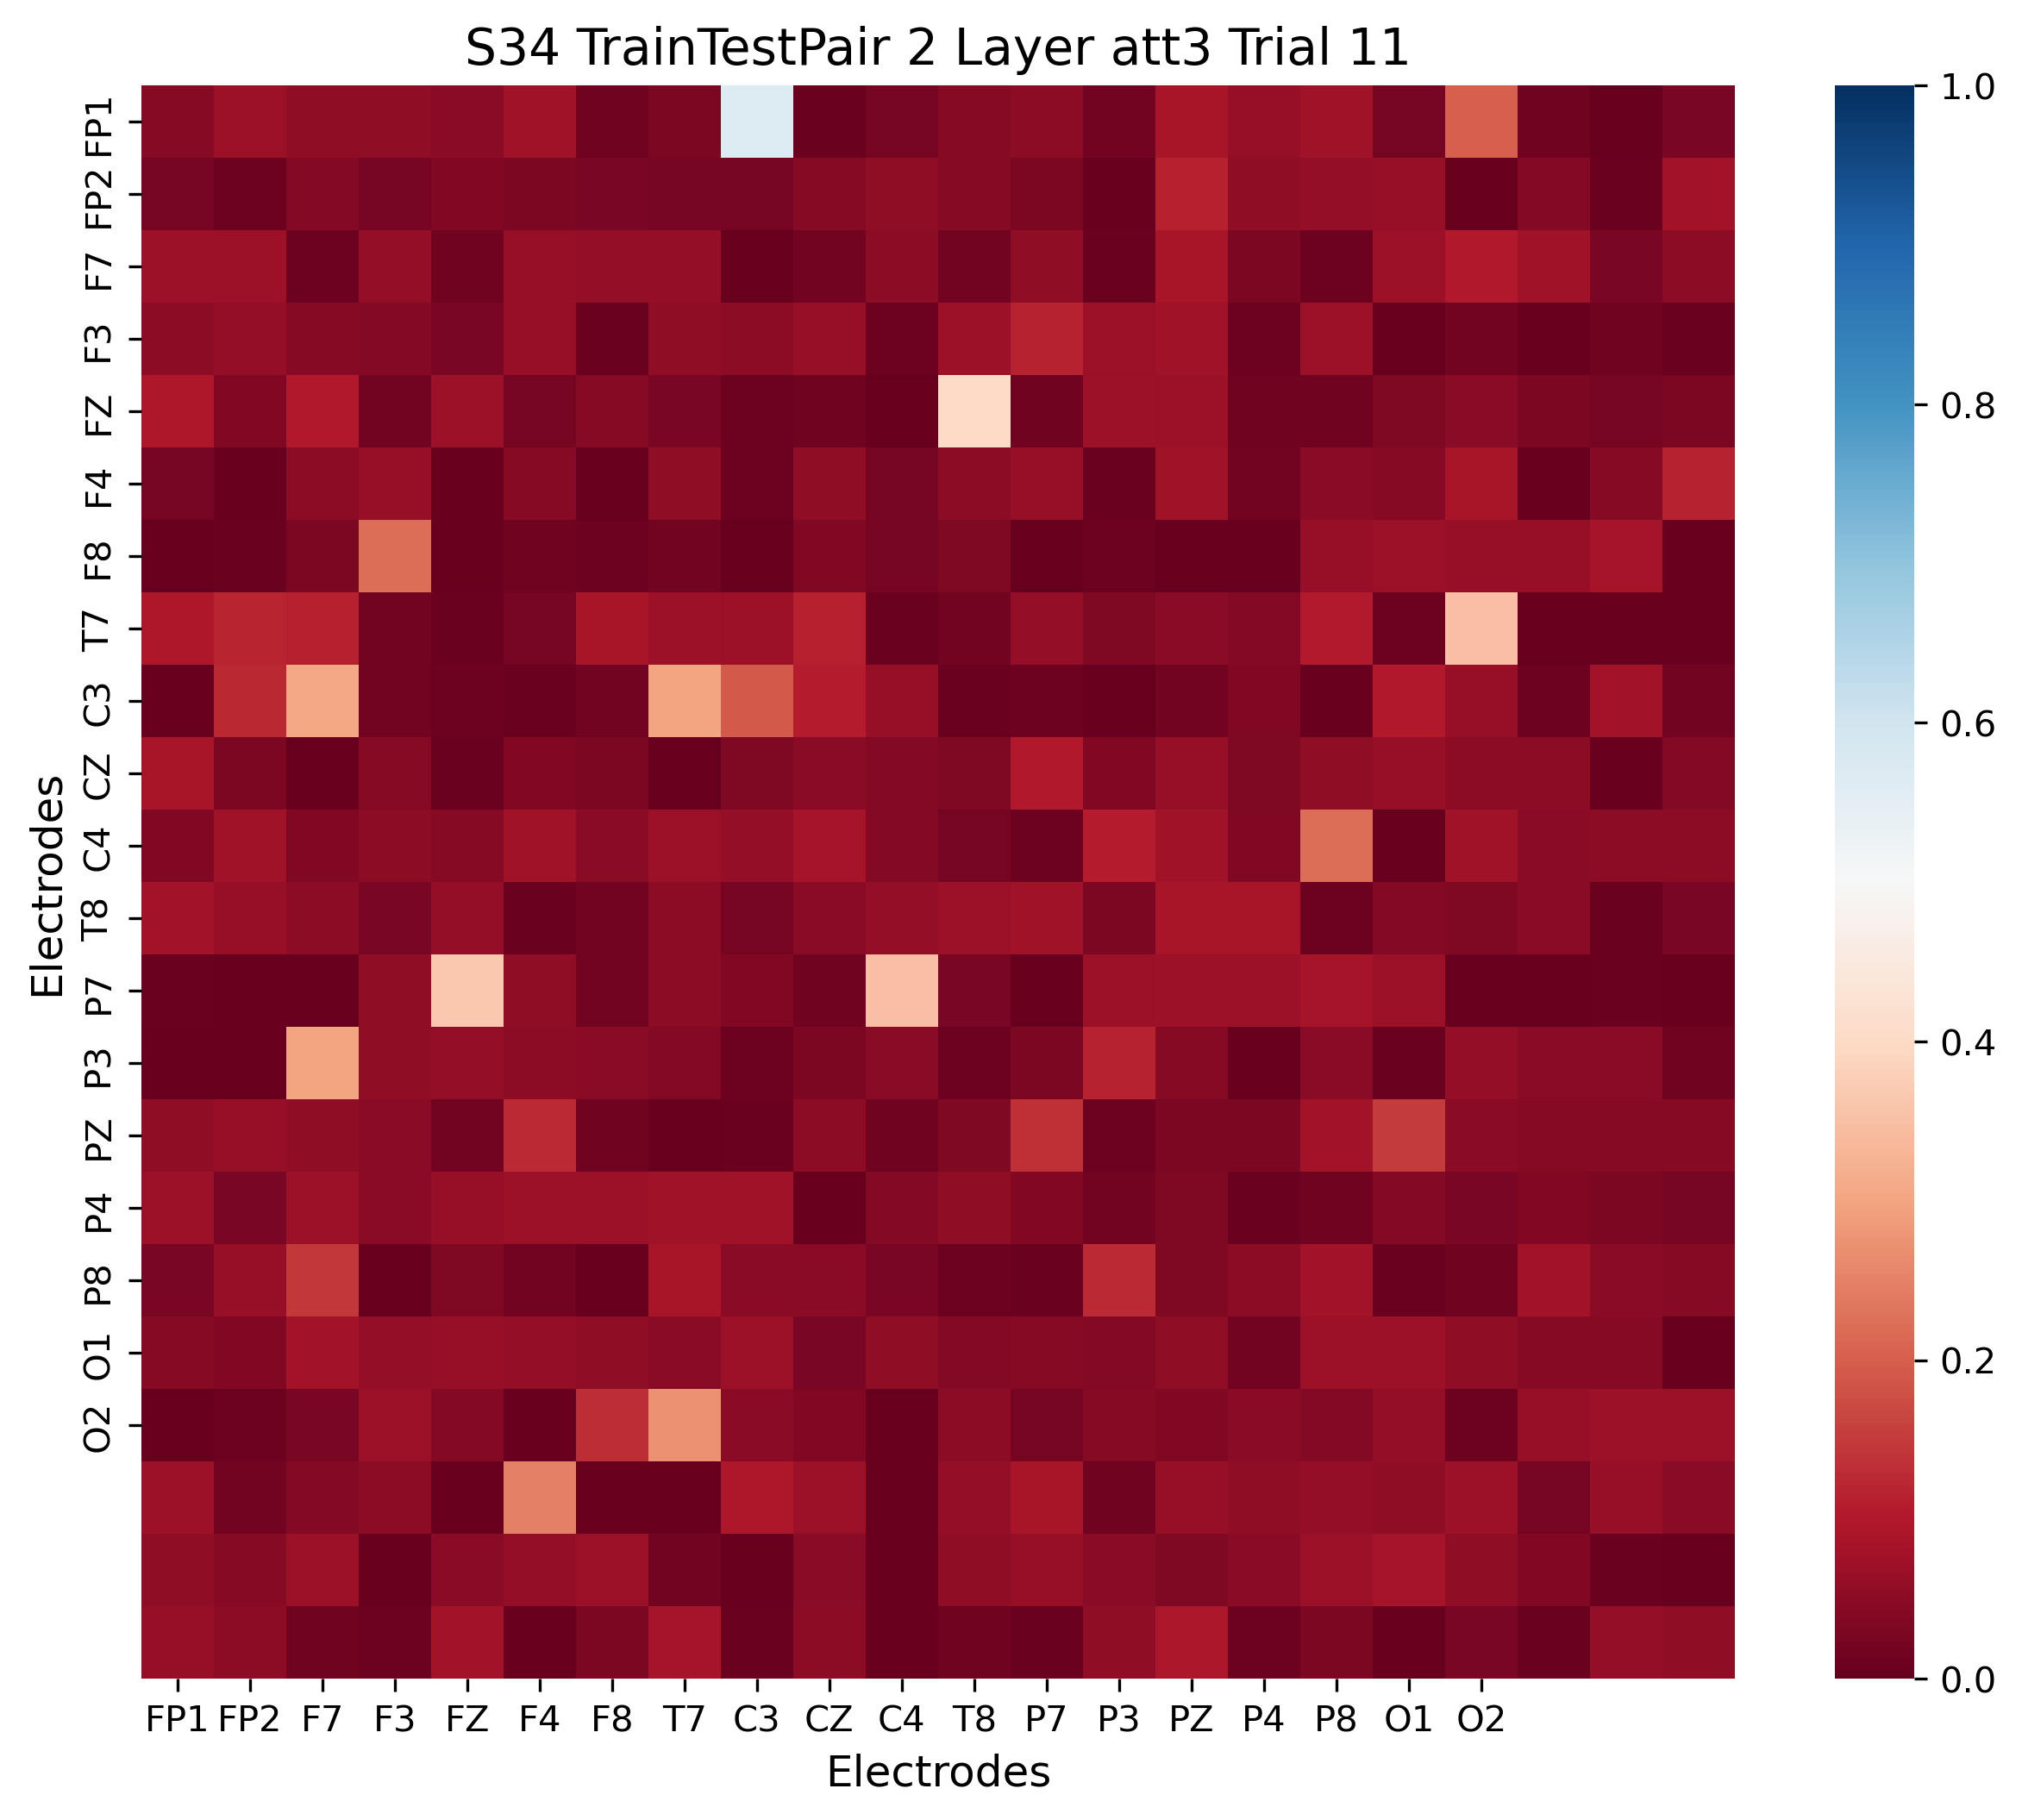 S34 TrainTestPair 2 Layer att3 Trial 11
Electrodes
FP1
FP2
F7
F3
FZ
F4
F8
T7
C3
CZ
C4
T8
P7
P3
PZ
P4
P8
O1
O2
FP1 FP2 F7 F3 FZ F4 F8 T7 C3 CZ C4 T8 P7 P3 PZ P4 P8 O1 O2
Electrodes
1.0
0.8
0.6
0.4
0.2
0.0